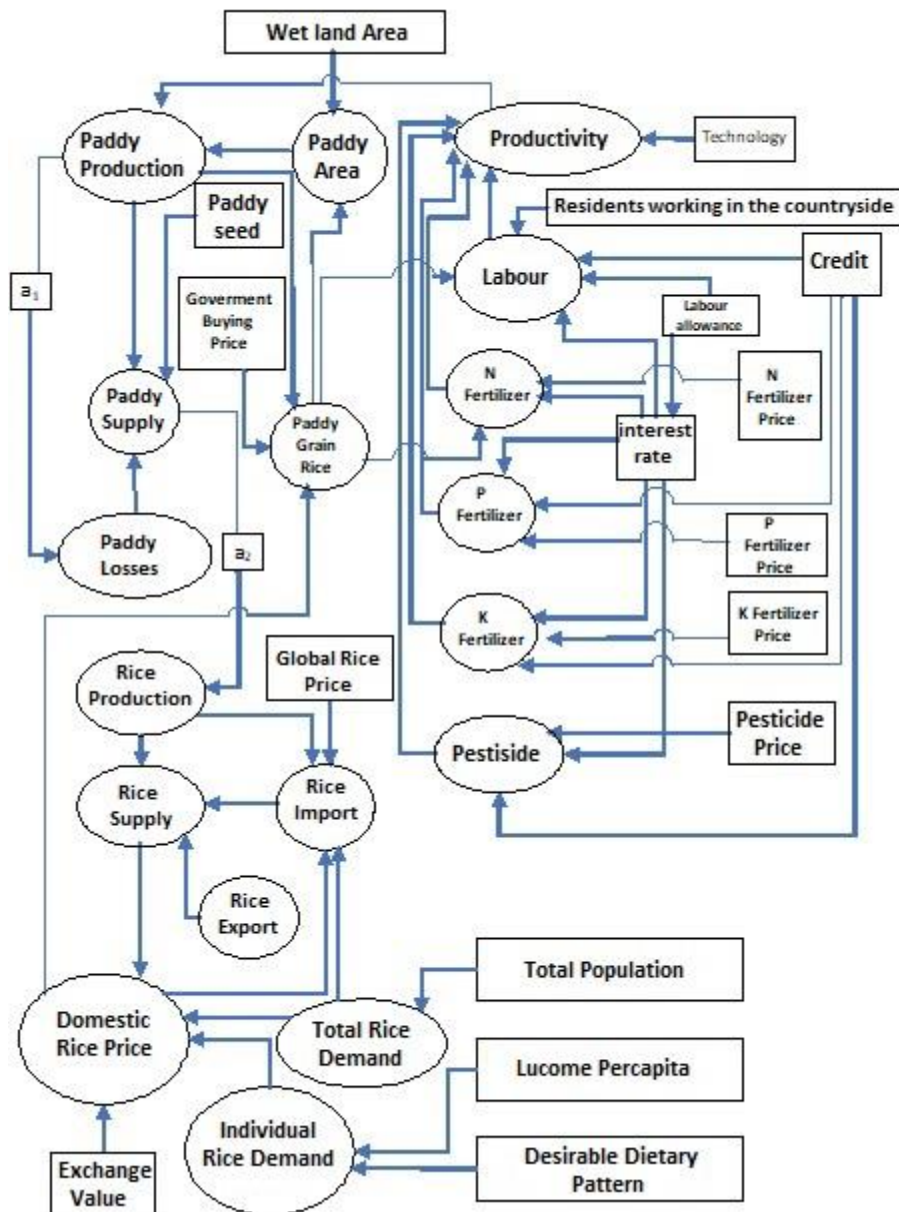 Wet land Area
Paddy
Production
Paddy
Area
Productivity
Technology
Paddy
seed
Residents working in the countryside
Labour
Credit
a1
Goverment
Buying
Price
Labour
allowance
N
Fertilizer
N
Fertilizer
Price
Paddy
Supply
Paddy
Grain
Rice
interest
rate
P
Fertilizer
P
Fertilizer
Price
Paddy
Losses
a2
K
Fertilizer
K Fertilizer
Price
Rice
Production
Global Rice
Price
Pestiside
Pesticide
Price
Rice
Supply
Rice
Import
Rice
Export
Total Population
Domestic
Rice Price
Total Rice
Demand
Lucome Percapita
Individual
Rice Demand
Desirable Dietary
Pattern
Exchange
Value